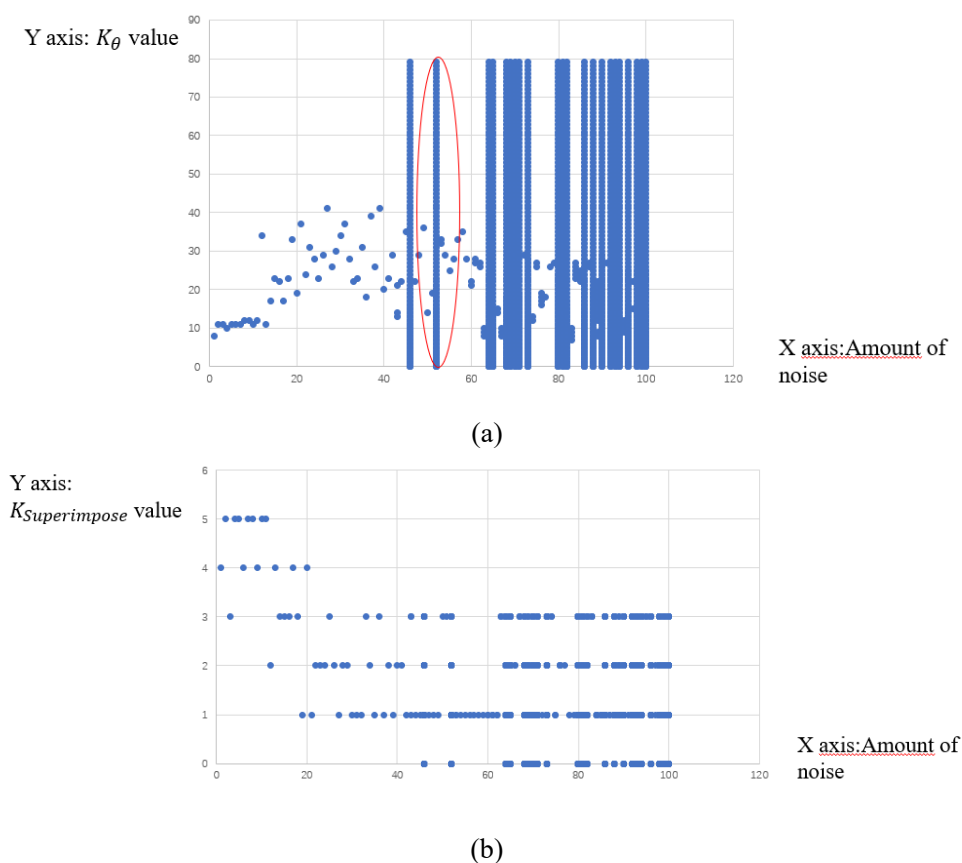 Y axis: K_θ value
90
80
70
60
50
40
30
20
10
0
0 20 40 60 80 100 120
X axis:Amount of
noise
(a)
Y axis:
K_Superimpose value
6
5
4
3
2
1
0
0 20 40 60 80 100 120
X axis:Amount of
noise
(b)